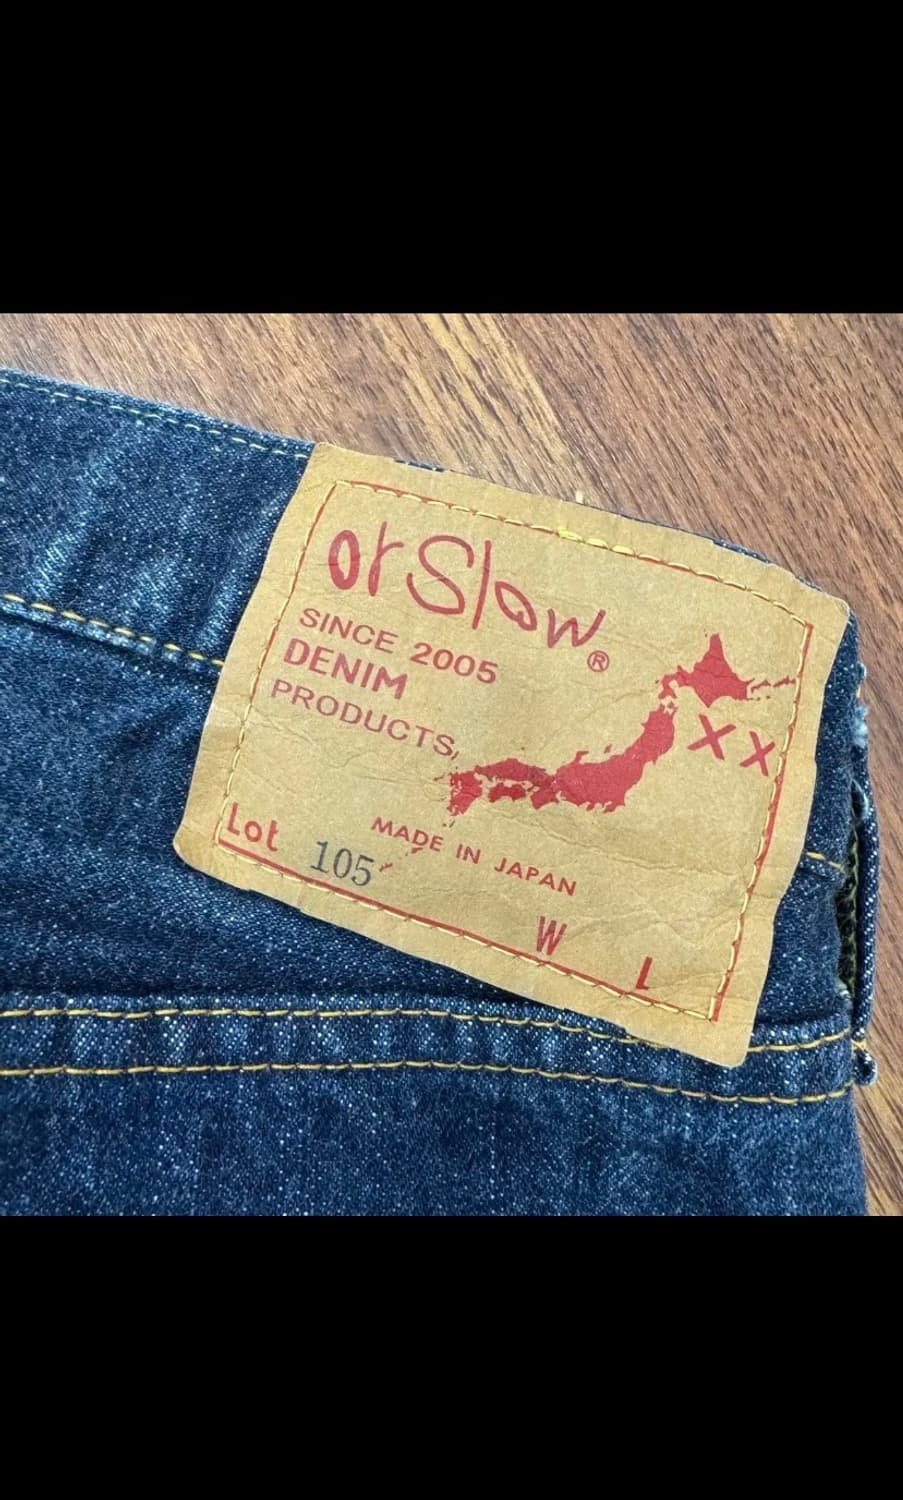 orSlow®
SINCE 2005
DENIM
PRODUCTS
XX
MADE IN JAPAN
Lot 105
W L